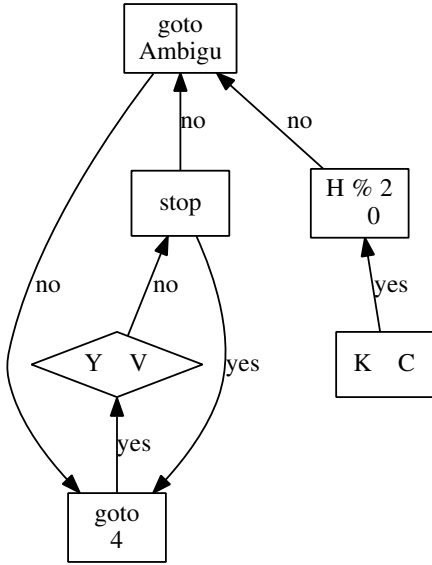 goto
Ambigu
no
no
stop
H % 2
0
no
no
yes
Y V
yes
K C
yes
goto
4